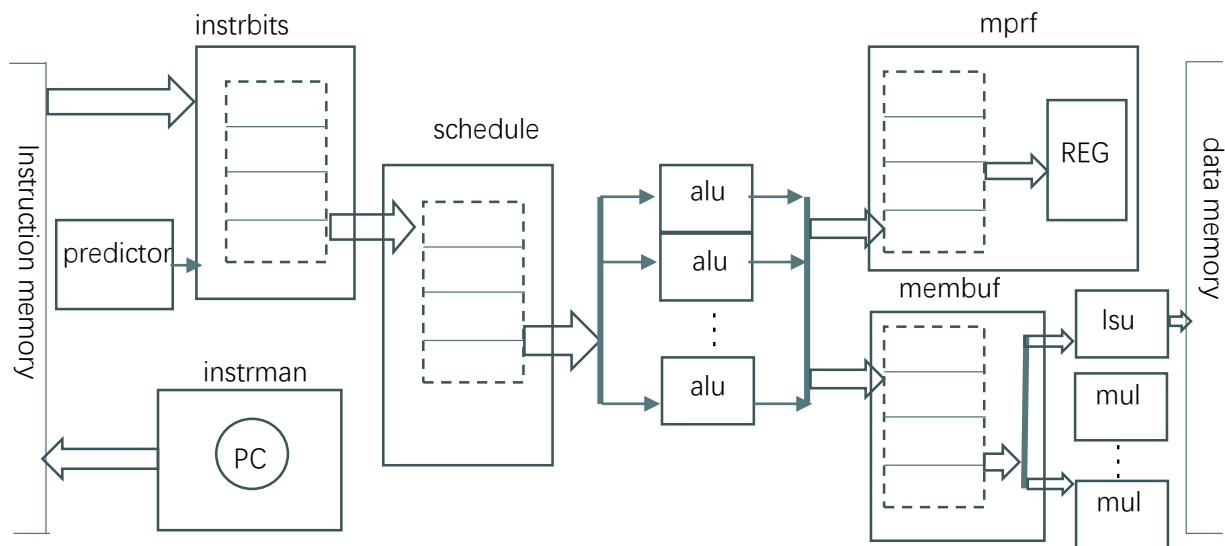 instrbits
mprf
schedule
Instruction memory
predictor
alu
alu
alu
REG
data memory
membuf
lsu
mul
mul
instrman
PC